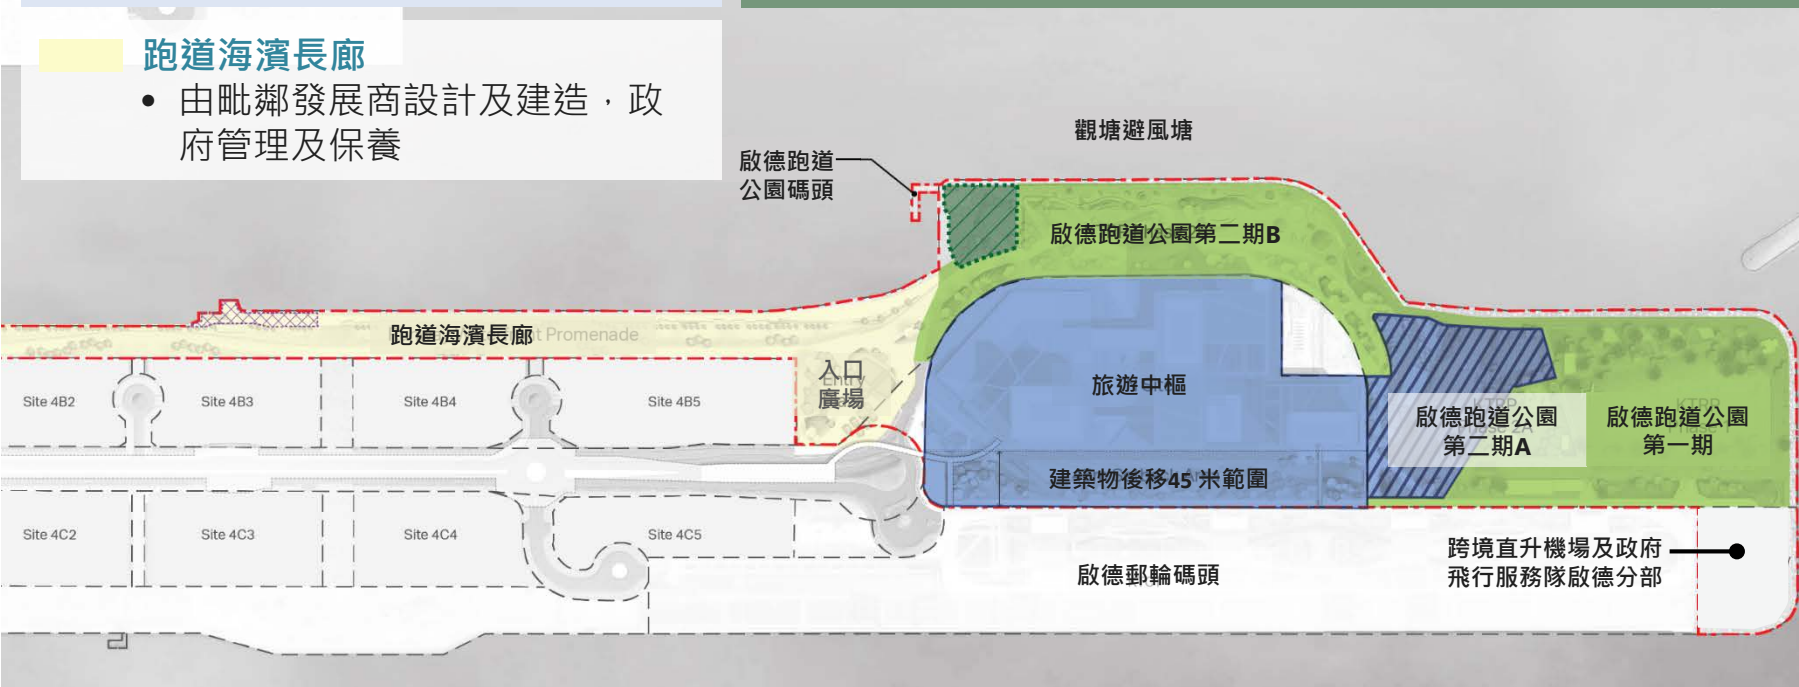 跑道海濱長廊
• 由毗鄰發展商設計及建造，政
府管理及保養
觀塘避風塘
啟德跑道
公園碼頭
啟德跑道公園第二期B
跑道海濱長廊
t Promenade
入口
廣場
Entry
旅遊中樞
Site 4B2
Site 4B3
Site 4B4
Site 4B5
KTRP
Phase 2A
啟德跑道公園
第二期A
KTRP
啟德跑道公園
第一期
建築物後移45 米範圍
Site 4C2
Site 4C3
Site 4C4
Site 4C5
啟德郵輪碼頭
跨境直升機場及政府
飛行服務隊啟德分部